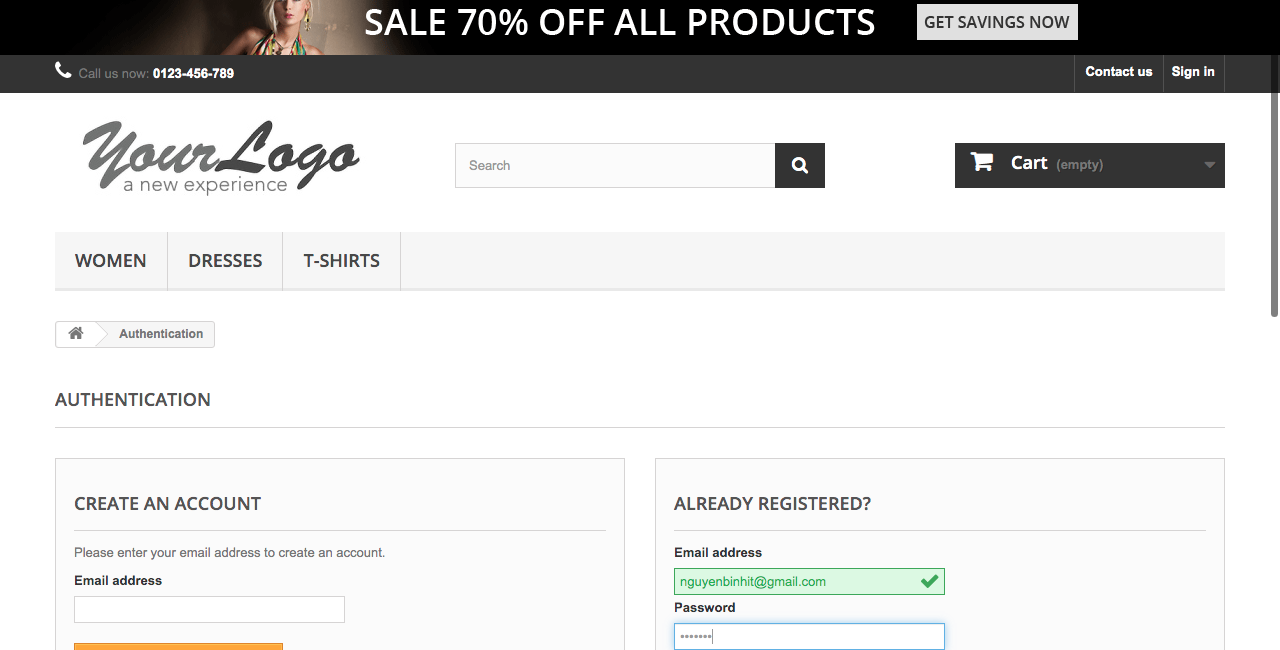 SALE 70% OFF ALL PRODUCTS GET SAVINGS NOW
Call us now: 0123-456-789 Contact us Sign in
YourLogo
a new experience
Search
Cart (empty)
WOMEN DRESSES T-SHIRTS
Authentication
AUTHENTICATION
CREATE AN ACCOUNT
Please enter your email address to create an account.
Email address
ALREADY REGISTERED?
Email address
nguyenbinhit@gmail.com
Password
•••••••